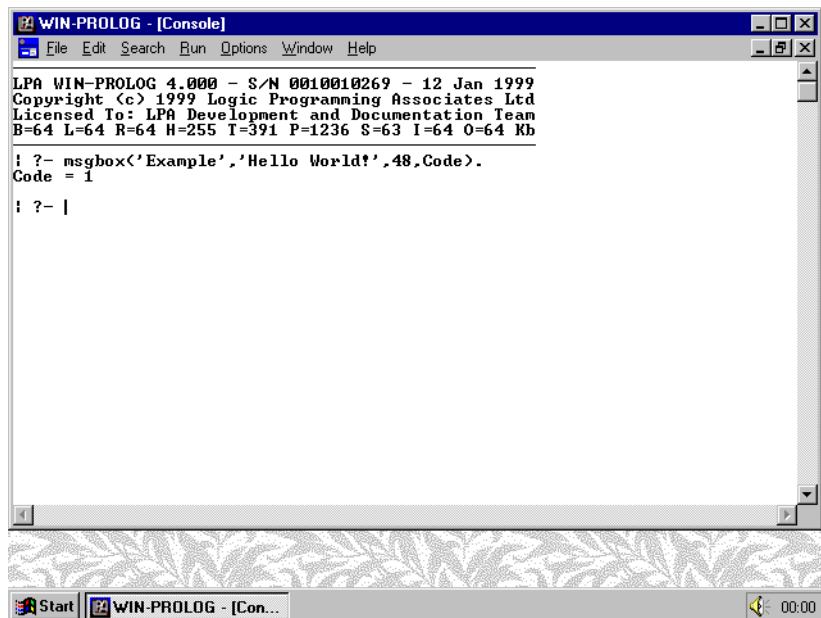 WIN-PROLOG - [Console]
File Edit Search Run Options Window Help
LPA WIN-PROLOG 4.000 - S/N 0010010269 - 12 Jan 1999
Copyright (c) 1999 Logic Programming Associates Ltd
Licensed To: LPA Development and Documentation Team
B=64 L=64 R=64 H=255 T=391 P=1236 S=63 I=64 O=64 Kb
| ?- msgbox('Example','Hello World!',48,Code).
Code = 1
| ?- |
Start WIN-PROLOG - [Con... 00:00